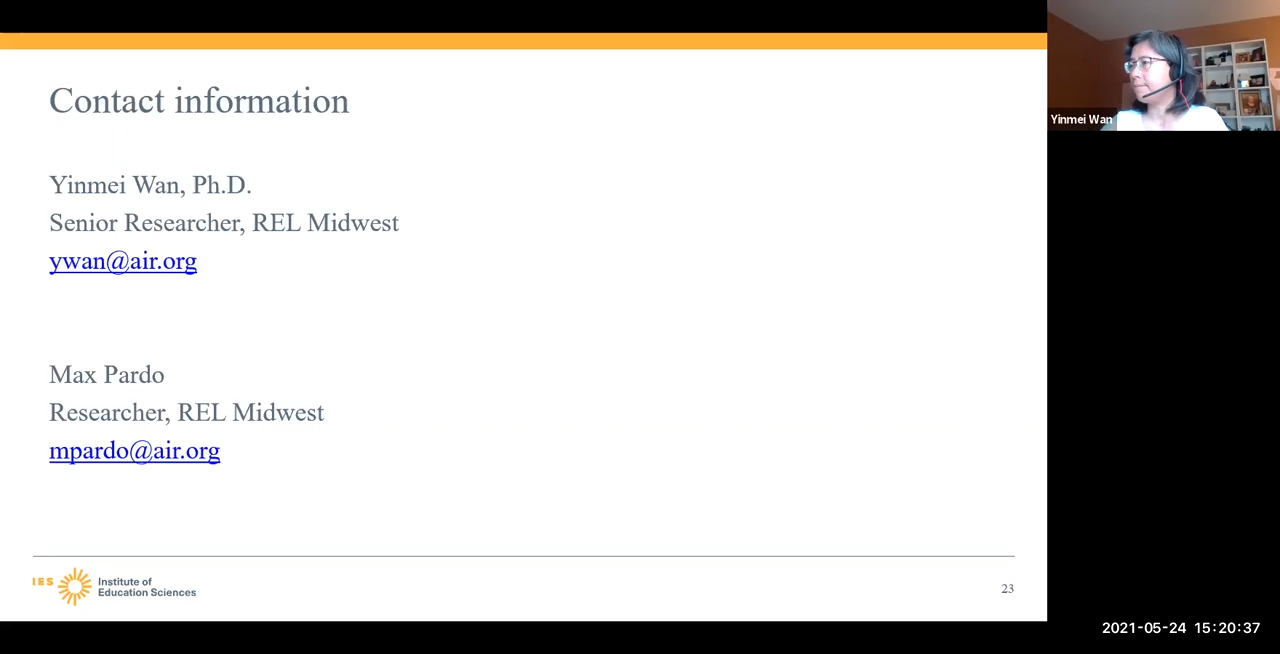 Contact information
Yinmei Wan, Ph.D.
Senior Researcher, REL Midwest
ywan@air.org
Max Pardo
Researcher, REL Midwest
mpardo@air.org
IES Institute of
Education Sciences
23
Yinmei Wan
2021-05-24 15:20:37